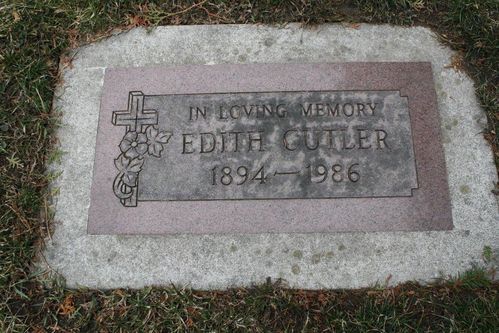 IN LOVING MEMORY
EDITH CUTLER
1894 — 1986